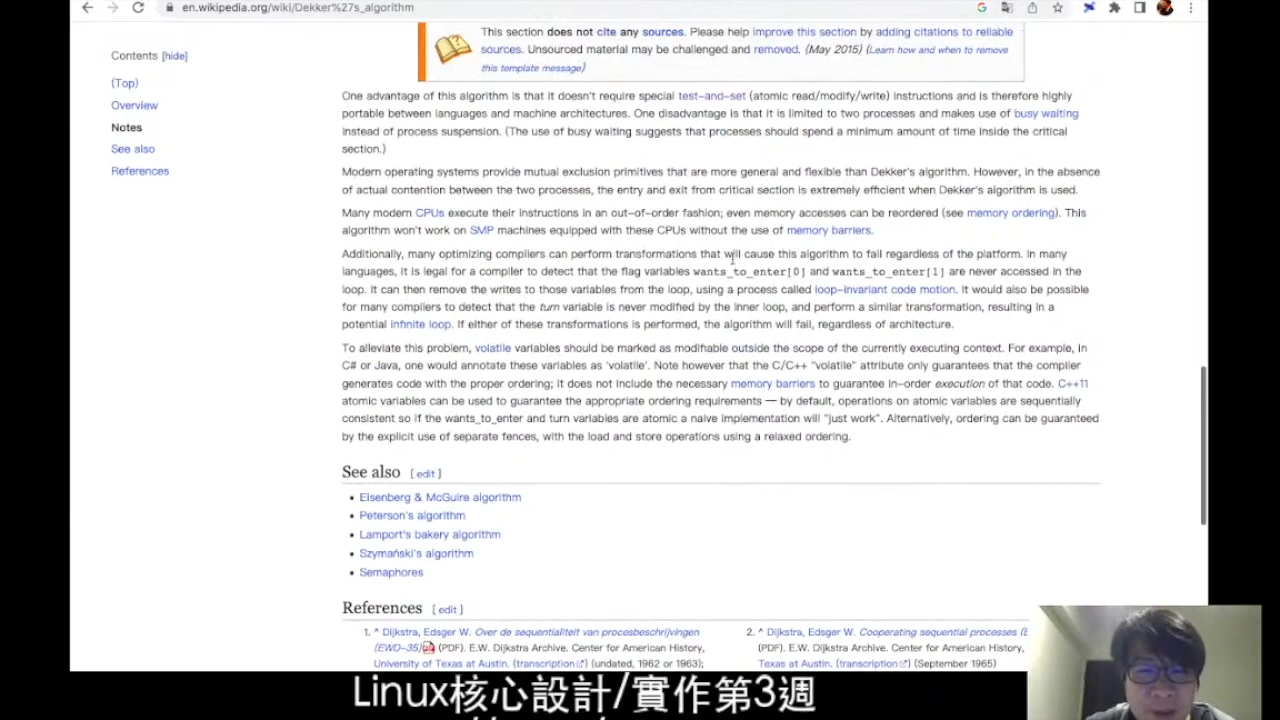 en.wikipedia.org/wiki/Dekker%27s_algorithm
This section does not cite any sources. Please help improve this section by adding citations to reliable
sources. Unsourced material may be challenged and removed. (May 2015) (Learn how and when to remove
this template message)
Contents [hide]
(Top)
Overview
Notes
See also
References
One advantage of this algorithm is that it doesn't require special test-and-set (atomic read/modify/write) instructions and is therefore highly
portable between languages and machine architectures. One disadvantage is that it is limited to two processes and makes use of busy waiting
instead of process suspension. (The use of busy waiting suggests that processes should spend a minimum amount of time inside the critical
section.)
Modern operating systems provide mutual exclusion primitives that are more general and flexible than Dekker's algorithm. However, in the absence
of actual contention between the two processes, the entry and exit from critical section is extremely efficient when Dekker's algorithm is used.
Many modern CPUs execute their instructions in an out-of-order fashion; even memory accesses can be reordered (see memory ordering). This
algorithm won't work on SMP machines equipped with these CPUs without the use of memory barriers.
Additionally, many optimizing compilers can perform transformations that will cause this algorithm to fail regardless of the platform. In many
languages, it is legal for a compiler to detect that the flag variables wants_to_enter[0] and wants_to_enter[1] are never accessed in the
loop. It can then remove the writes to those variables from the loop, using a process called loop-invariant code motion. It would also be possible
for many compilers to detect that the turn variable is never modified by the inner loop, and perform a similar transformation, resulting in a
potential infinite loop. If either of these transformations is performed, the algorithm will fail, regardless of architecture.
To alleviate this problem, volatile variables should be marked as modifiable outside the scope of the currently executing context. For example, in
C# or Java, one would annotate these variables as 'volatile'. Note however that the C/C++ "volatile" attribute only guarantees that the compiler
generates code with the proper ordering; it does not include the necessary memory barriers to guarantee in-order execution of that code. C++11
atomic variables can be used to guarantee the appropriate ordering requirements — by default, operations on atomic variables are sequentially
consistent so if the wants_to_enter and turn variables are atomic a naive implementation will "just work". Alternatively, ordering can be guaranteed
by the explicit use of separate fences, with the load and store operations using a relaxed ordering.
See also [ edit ]
• Eisenberg & McGuire algorithm
• Peterson's algorithm
• Lamport's bakery algorithm
• Szymański's algorithm
• Semaphores
References [ edit ]
1. ^ Dijkstra, Edsger W. Over de sequentialiteit van procesbeschrijvingen
(EWD-35) (PDF). E.W. Dijkstra Archive. Center for American History,
University of Texas at Austin. (transcription) (undated, 1962 or 1963);
2. ^ Dijkstra, Edsger W. Cooperating sequential processes (E
(PDF). E.W. Dijkstra Archive. Center for American History,
Texas at Austin. (transcription) (September 1965)
Linux核心設計/實作第3週